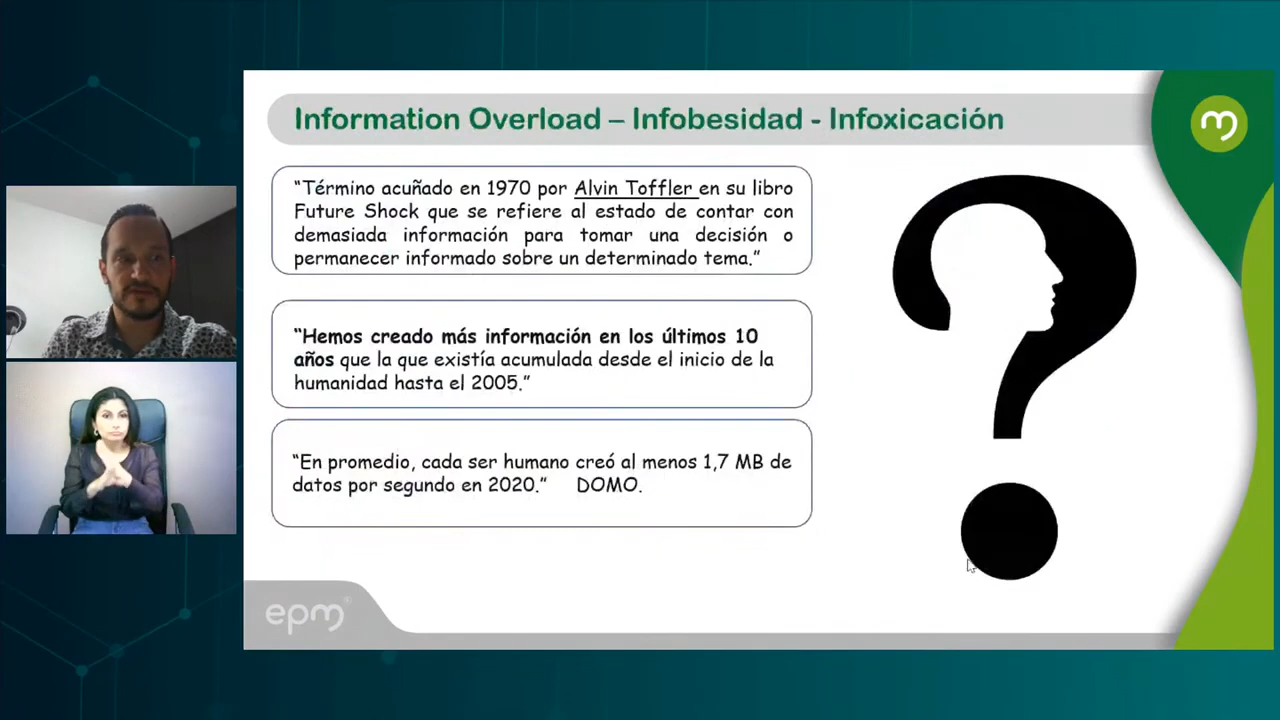 Information Overload – Infobesidad - Infoxicación
“Término acuñado en 1970 por Alvin Toffler en su libro
Future Shock que se refiere al estado de contar con
demasiada información para tomar una decisión o
permanecer informado sobre un determinado tema.”
“Hemos creado más información en los últimos 10
años que la que existía acumulada desde el inicio de la
humanidad hasta el 2005.”
“En promedio, cada ser humano creó al menos 1,7 MB de
datos por segundo en 2020.” DOMO.
epm®